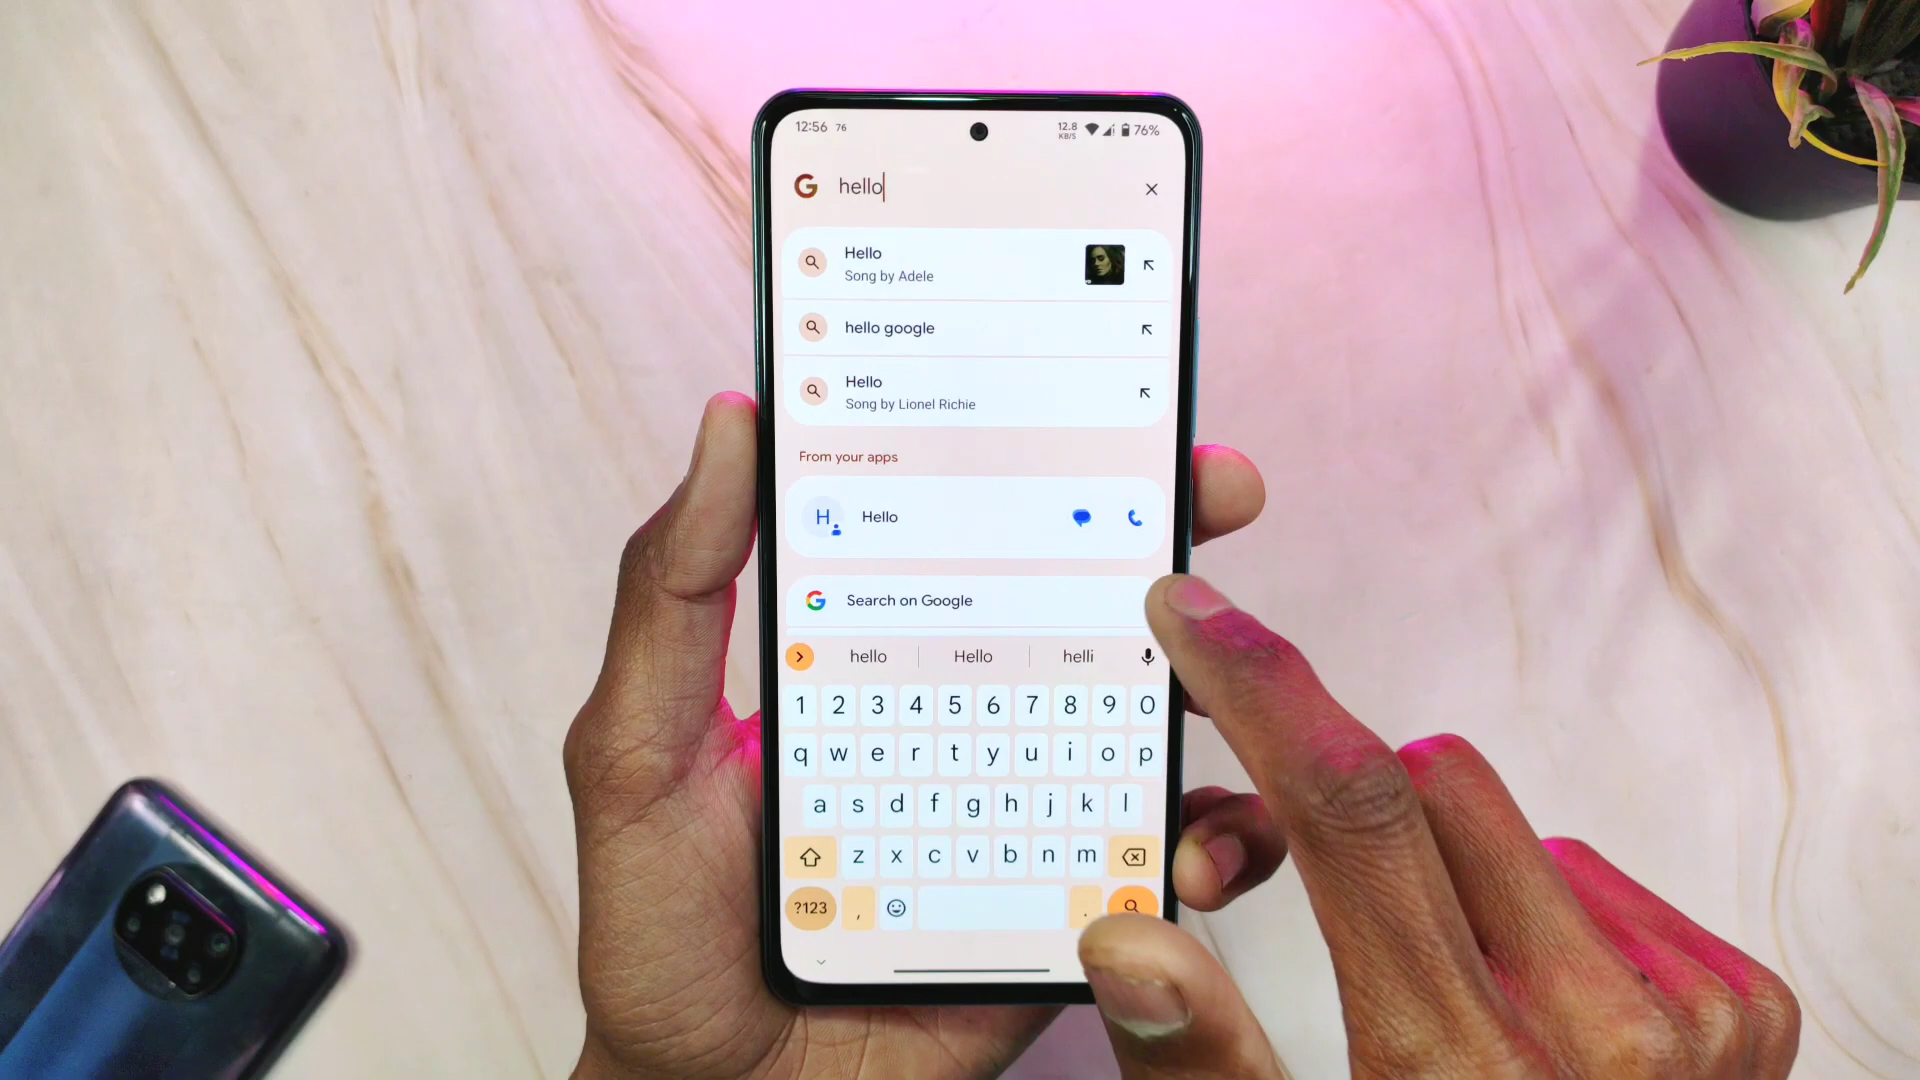 12:56 76 12.8 KB/S 76%
G hello
Hello
Song by Adele
hello google
Hello
Song by Lionel Richie
From your apps
H Hello
G Search on Google
hello Hello helli
1 2 3 4 5 6 7 8 9 0
q w e r t y u i o p
a s d f g h j k l
z x c v b n m
?123 , .